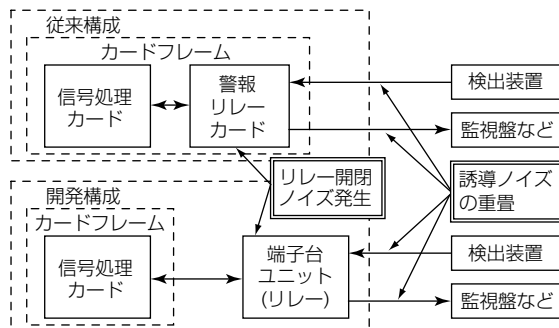 従来構成
カードフレーム
信号処理
カード
警報
リレー
カード
検出装置
監視盤など
リレー開閉
ノイズ発生
誘導ノイズ
の重畳
開発構成
カードフレーム
信号処理
カード
端子台
ユニット
(リレー)
検出装置
監視盤など